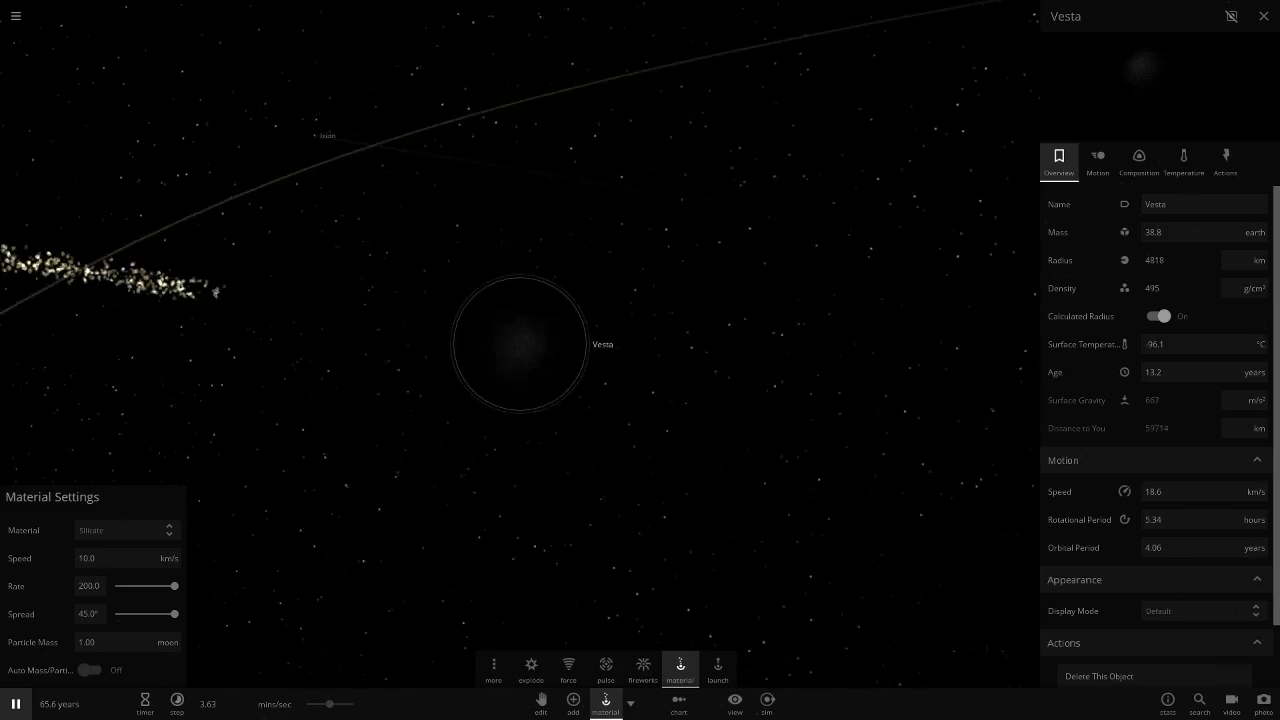 Vesta
Ixion
Vesta
Overview Motion Composition Temperature Actions
Name Vesta
Mass 38.8 earth
Radius 4818 km
Density 495 g/cm³
Calculated Radius On
Surface Temperat... -96.1 °C
Age 13.2 years
Surface Gravity 667 m/s²
Distance to You 59714 km
Motion
Speed 18.6 km/s
Rotational Period 5.34 hours
Orbital Period 4.06 years
Appearance
Display Mode Default
Actions
Delete This Object
Material Settings
Material Silicate
Speed 10.0 km/s
Rate 200.0
Spread 45.0°
Particle Mass 1.00 moon
Auto Mass/Parti... Off
more explode force pulse fireworks material launch
65.6 years timer step 3.63 mins/sec edit add material chart view sim stats search video photo